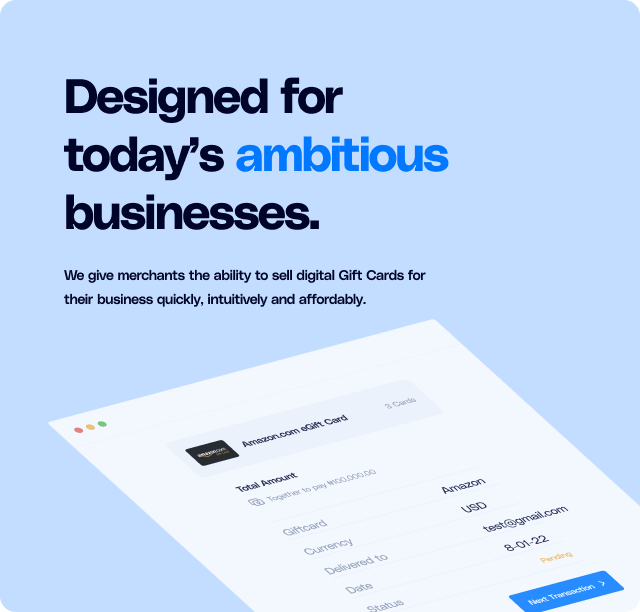 Designed for
today’s ambitious
businesses.
We give merchants the ability to sell digital Gift Cards for
their business quickly, intuitively and affordably.
amazon.com
Amazon.com eGift Card
3 Cards
Total Amount
Together to pay ₦100,000.00
Giftcard Amazon
Currency USD
Delivered to test@gmail.com
Date 8-01-22
Status Pending
Next Transaction